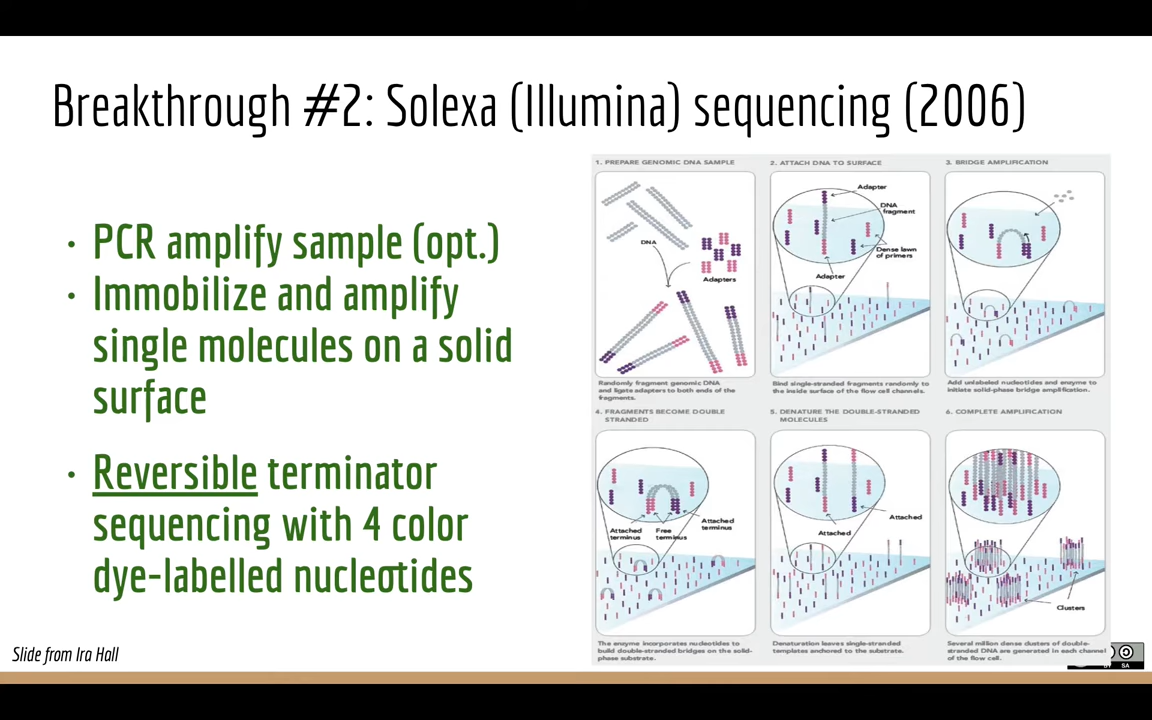 Breakthrough #2: Solexa (Illumina) sequencing (2006)
• PCR amplify sample (opt.)
• Immobilize and amplify
single molecules on a solid
surface
• Reversible terminator
sequencing with 4 color
dye-labelled nucleotides
Slide from Ira Hall
1. PREPARE GENOMIC DNA SAMPLE
DNA
Adapters
Randomly fragment genomic DNA
and ligate adapters to both ends of the
fragments.
2. ATTACH DNA TO SURFACE
Adapter
DNA
fragment
Dense lawn
of primers
Adapter
Bind single-stranded fragments randomly to
the inside surface of the flow cell channels.
3. BRIDGE AMPLIFICATION
Add unlabeled nucleotides and enzyme to
initiate solid-phase bridge amplification.
4. FRAGMENTS BECOME DOUBLE
STRANDED
Attached
terminus
Free
terminus
Attached
terminus
The enzyme incorporates nucleotides to
build double-stranded bridges on the solid-
phase substrate.
5. DENATURE THE DOUBLE-STRANDED
MOLECULES
Attached
Attached
Denaturation leaves single-stranded
templates anchored to the substrate.
6. COMPLETE AMPLIFICATION
Clusters
Several million dense clusters of double-
stranded DNA are generated in each channel
of the flow cell.
BY SA